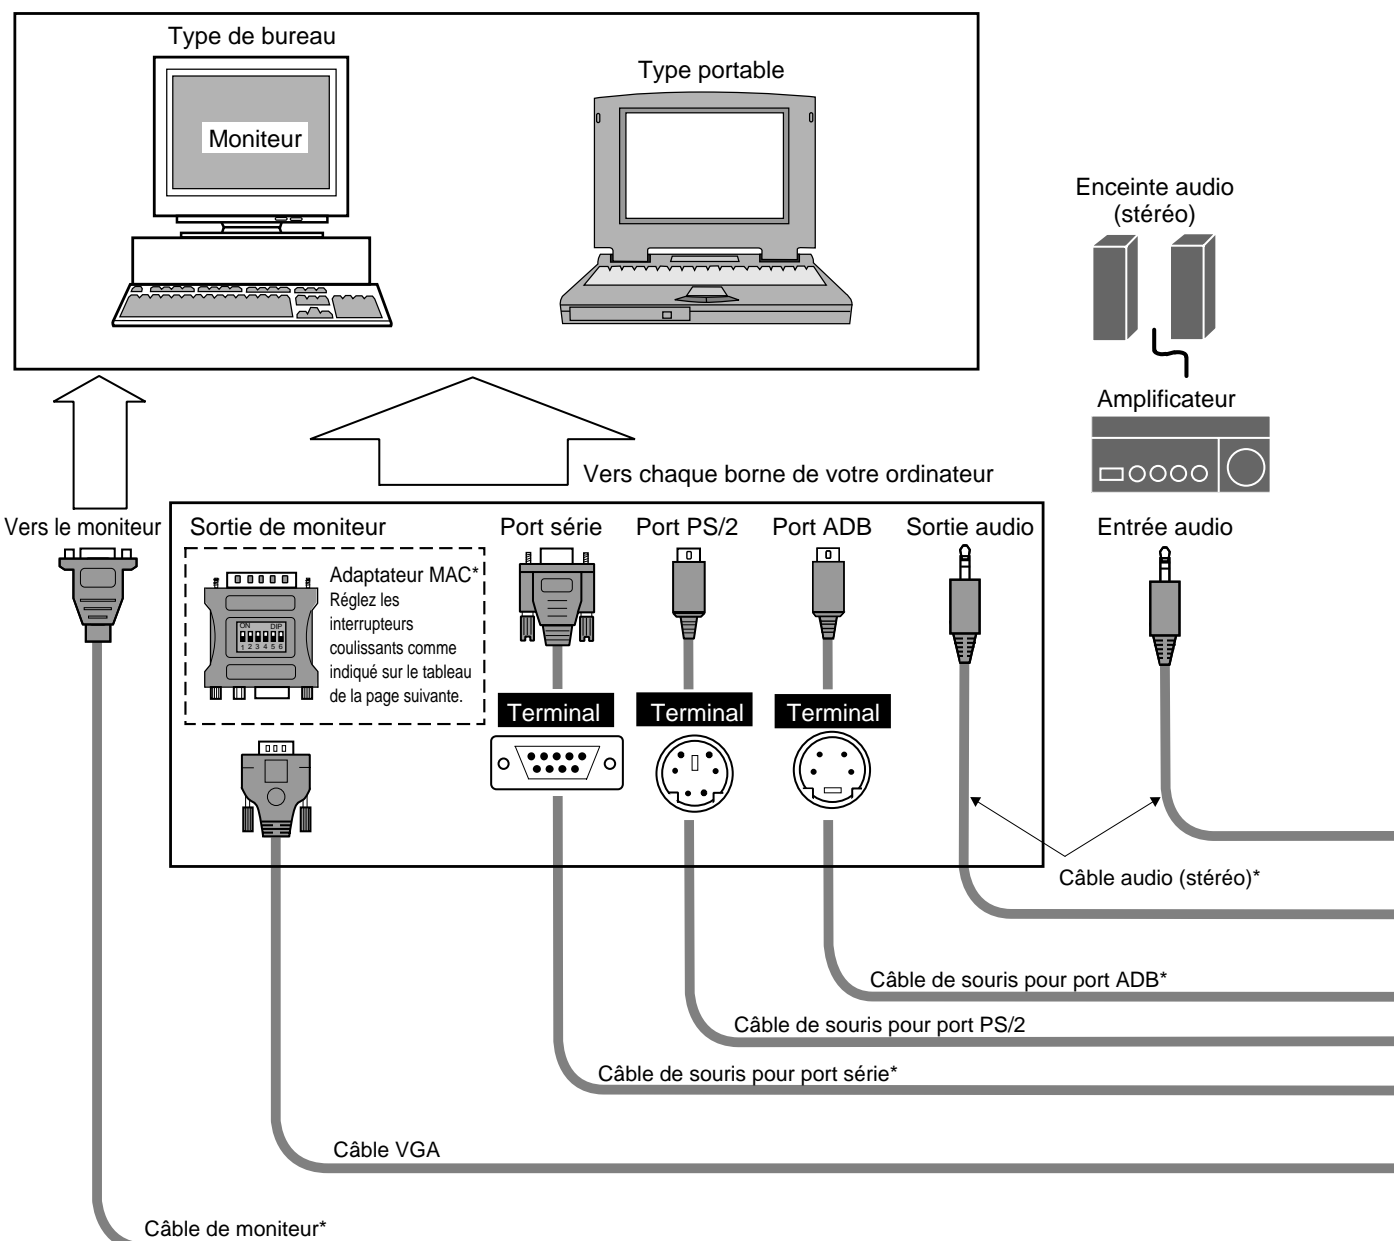 Type de bureau
Type portable
Moniteur
Enceinte audio
(stéréo)
Amplificateur
Vers chaque borne de votre ordinateur
Vers le moniteur
Sortie de moniteur
Port série
Port PS/2
Port ADB
Sortie audio
Entrée audio
Adaptateur MAC*
Réglez les
interrupteurs
coulissants comme
indiqué sur le tableau
de la page suivante.
ON DIP
1 2 3 4 5 6
Terminal
Terminal
Terminal
Câble audio (stéréo)*
Câble de souris pour port ADB*
Câble de souris pour port PS/2
Câble de souris pour port série*
Câble VGA
Câble de moniteur*